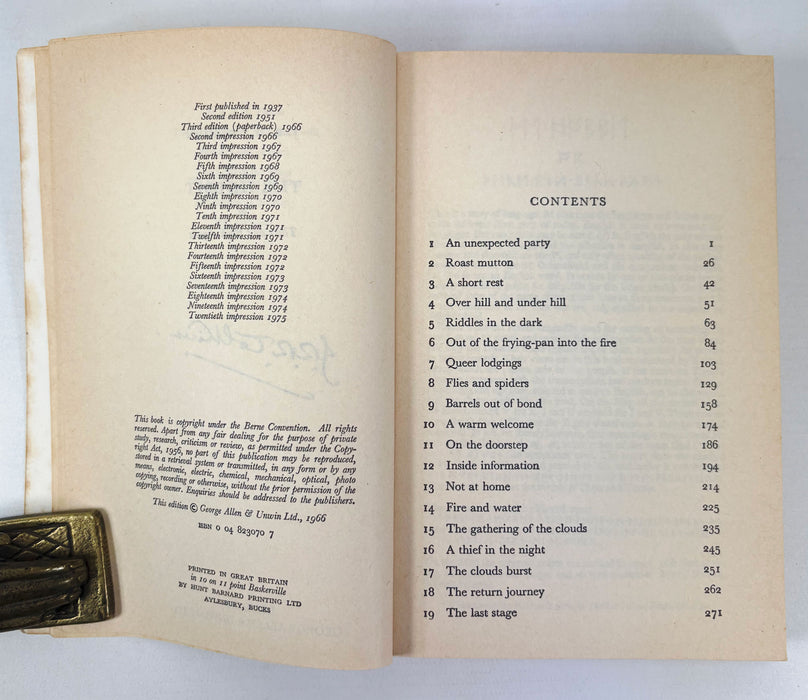 First published in 1937
Second edition 1951
Third edition (paperback) 1966
Second impression 1966
Third impression 1967
Fourth impression 1967
Fifth impression 1968
Sixth impression 1969
Seventh impression 1969
Eighth impression 1970
Ninth impression 1970
Tenth impression 1971
Eleventh impression 1971
Twelfth impression 1971
Thirteenth impression 1972
Fourteenth impression 1972
Fifteenth impression 1972
Sixteenth impression 1973
Seventeenth impression 1973
Eighteenth impression 1974
Nineteenth impression 1974
Twentieth impression 1975
This book is copyright under the Berne Convention. All rights
reserved. Apart from any fair dealing for the purpose of private
study, research, criticism or review, as permitted under the Copy-
right Act, 1956, no part of this publication may be reproduced,
stored in a retrieval system or transmitted, in any form or by any
means, electronic, electric, chemical, mechanical, optical, photo
copying, recording or otherwise, without the prior permission of the
copyright owner. Enquiries should be addressed to the publishers.
This edition © George Allen & Unwin Ltd., 1966
ISBN 0 04 823070 7
PRINTED IN GREAT BRITAIN
in 10 on 11 point Baskerville
BY HUNT BARNARD PRINTING LTD
AYLESBURY, BUCKS
CONTENTS
1 An unexpected party 1
2 Roast mutton 26
3 A short rest 42
4 Over hill and under hill 51
5 Riddles in the dark 63
6 Out of the frying-pan into the fire 84
7 Queer lodgings 103
8 Flies and spiders 129
9 Barrels out of bond 158
10 A warm welcome 174
11 On the doorstep 186
12 Inside information 194
13 Not at home 214
14 Fire and water 225
15 The gathering of the clouds 235
16 A thief in the night 245
17 The clouds burst 251
18 The return journey 262
19 The last stage 271